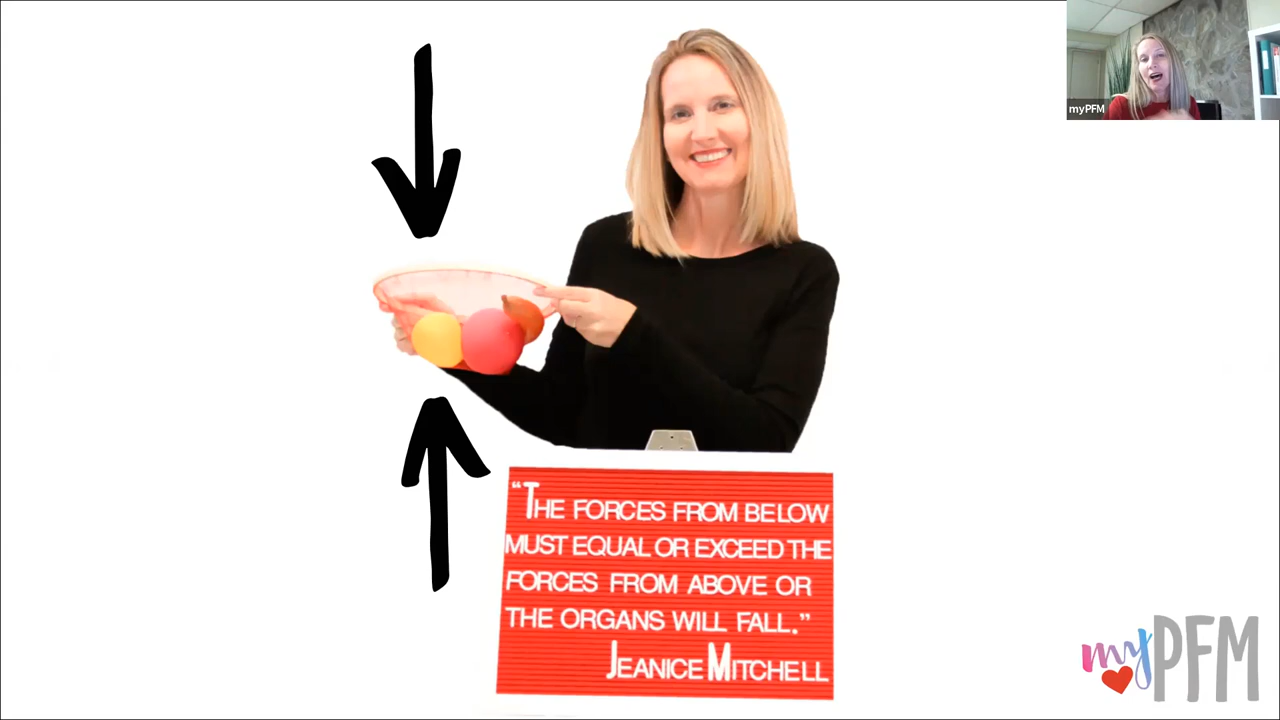 myPFM
“THE FORCES FROM BELOW
MUST EQUAL OR EXCEED THE
FORCES FROM ABOVE OR
THE ORGANS WILL FALL.”
JEANICE MITCHELL
myPFM